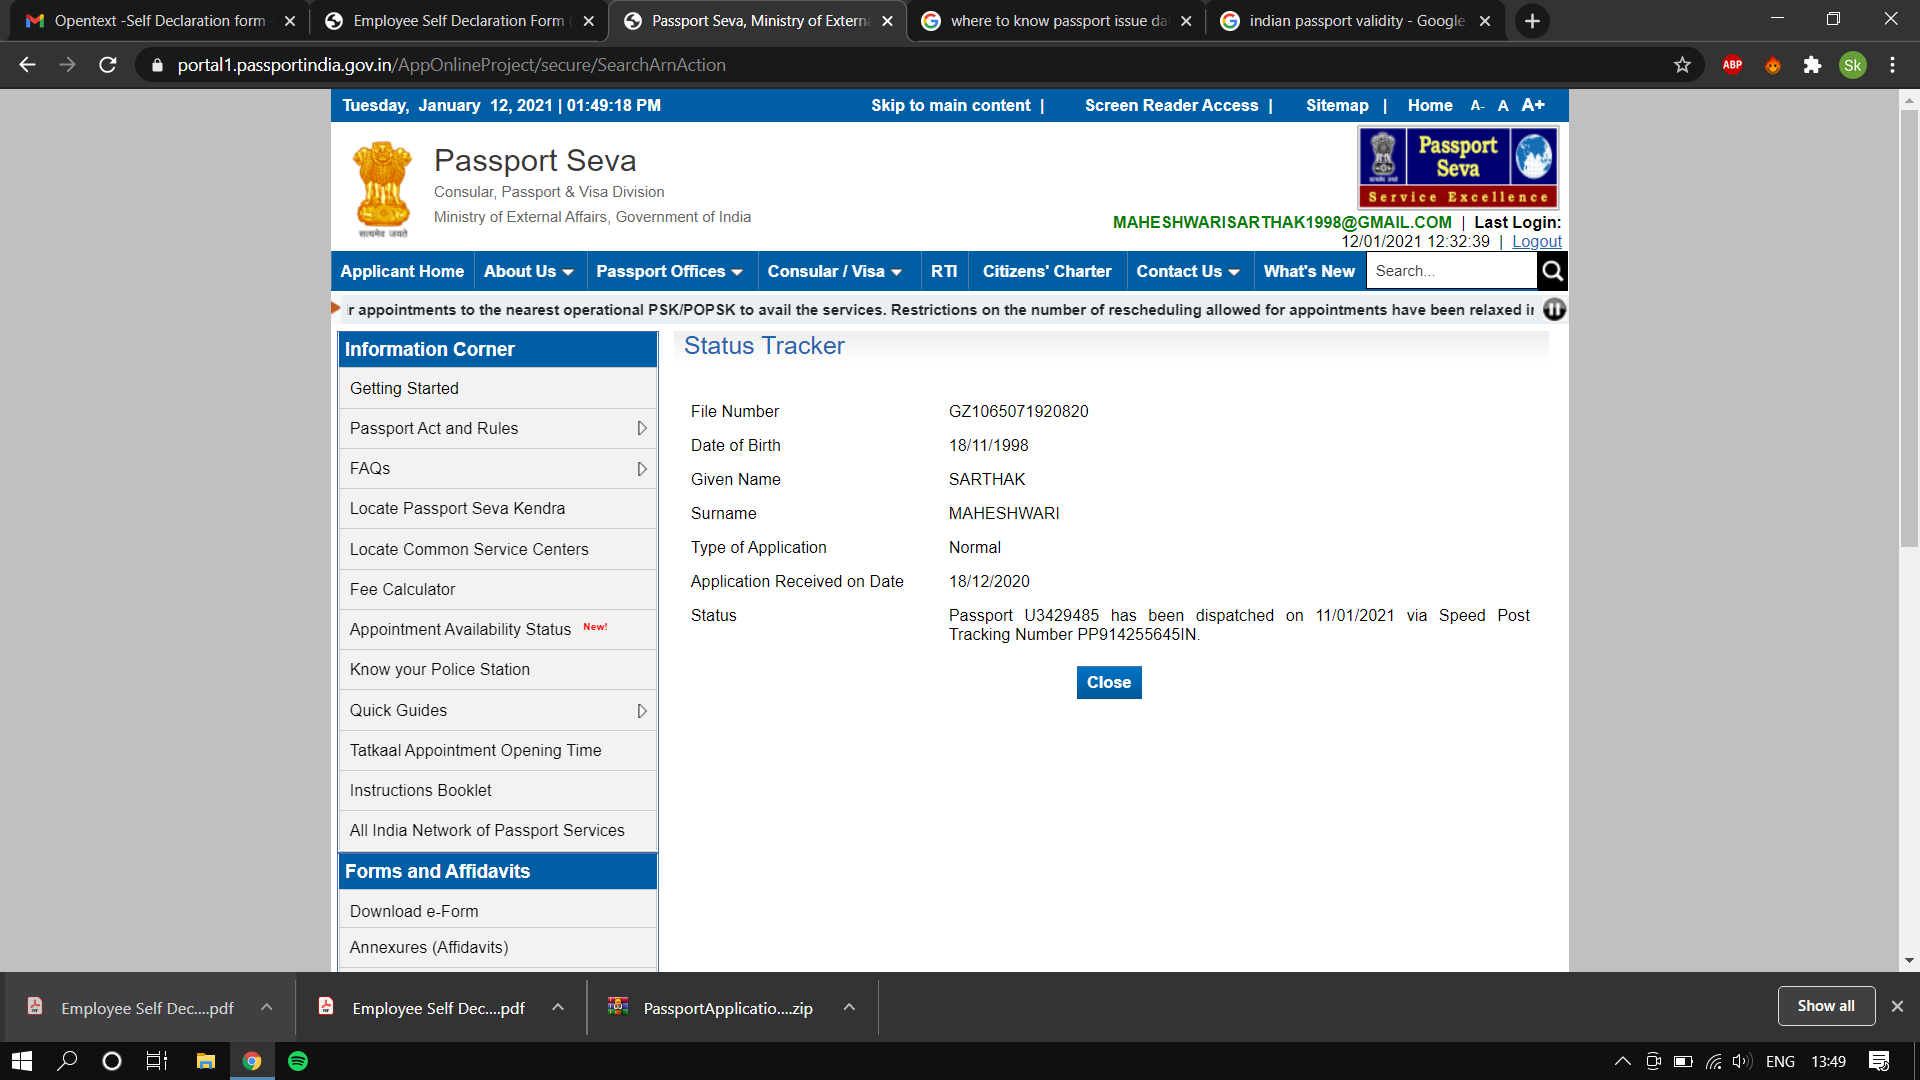 Opentext -Self Declaration form
Employee Self Declaration Form
Passport Seva, Ministry of Externa
where to know passport issue da
indian passport validity - Google
portal1.passportindia.gov.in/AppOnlineProject/secure/SearchArnAction
ABP
Sk
Tuesday, January 12, 2021 | 01:49:18 PM
Skip to main content | Screen Reader Access | Sitemap | Home A- A A+
Passport Seva
Consular, Passport & Visa Division
Ministry of External Affairs, Government of India
सत्यमेव जयते
Passport
Seva
Service Excellence
MAHESHWARISARTHAK1998@GMAIL.COM | Last Login:
12/01/2021 12:32:39 | Logout
Applicant Home About Us Passport Offices Consular / Visa RTI Citizens' Charter Contact Us What's New Search...
r appointments to the nearest operational PSK/POPSK to avail the services. Restrictions on the number of rescheduling allowed for appointments have been relaxed in
Information Corner
Getting Started
Passport Act and Rules
FAQs
Locate Passport Seva Kendra
Locate Common Service Centers
Fee Calculator
Appointment Availability Status New!
Know your Police Station
Quick Guides
Tatkaal Appointment Opening Time
Instructions Booklet
All India Network of Passport Services
Forms and Affidavits
Download e-Form
Annexures (Affidavits)
Status Tracker
File Number GZ1065071920820
Date of Birth 18/11/1998
Given Name SARTHAK
Surname MAHESHWARI
Type of Application Normal
Application Received on Date 18/12/2020
Status Passport U3429485 has been dispatched on 11/01/2021 via Speed Post
Tracking Number PP914255645IN.
Close
Employee Self Dec....pdf
Employee Self Dec....pdf
PassportApplicatio....zip
Show all
ENG 13:49